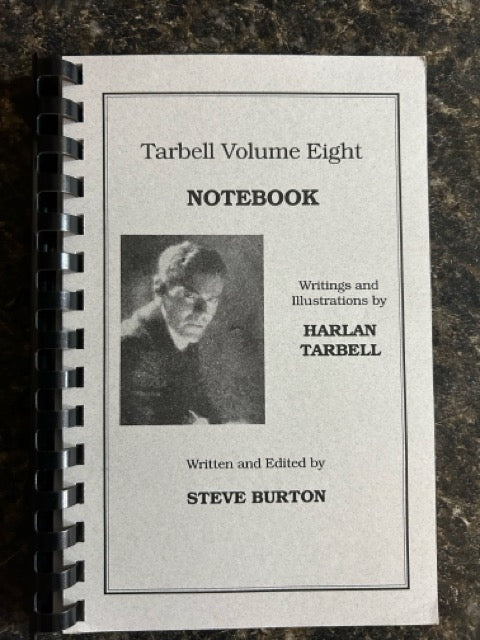 Tarbell Volume Eight
NOTEBOOK
Writings and
Illustrations by
HARLAN
TARBELL
Written and Edited by
STEVE BURTON